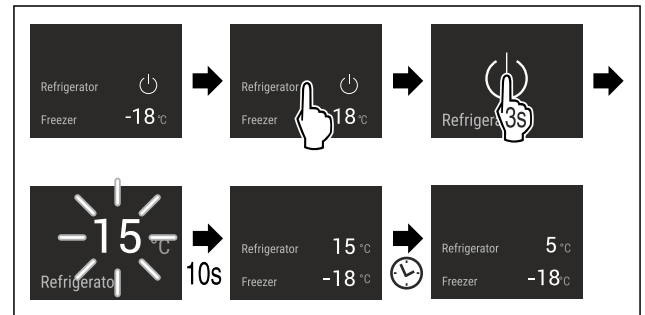 Refrigerator
Freezer -18 °C
Refrigerator
Freezer 18 °C
Refrigera 3s
15 °C
Refrigerato
10s
Refrigerator 15 °C
Freezer -18 °C
Refrigerator 5 °C
Freezer -18 °C